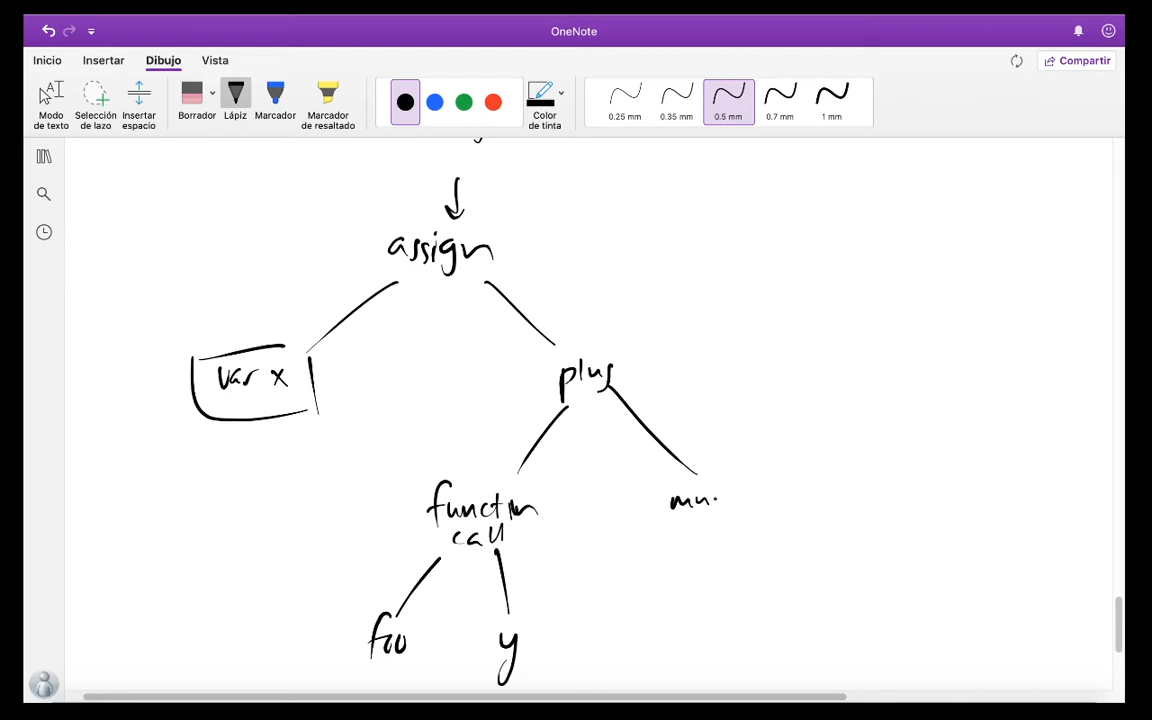 OneNote
Inicio Insertar Dibujo Vista
Compartir
Modo de texto
Selección de lazo
Insertar espacio
Borrador
Lápiz
Marcador
Marcador de resaltado
Color de tinta
0.25 mm
0.35 mm
0.5 mm
0.7 mm
1 mm
assign
var x
plus
function
call
mu
foo
y